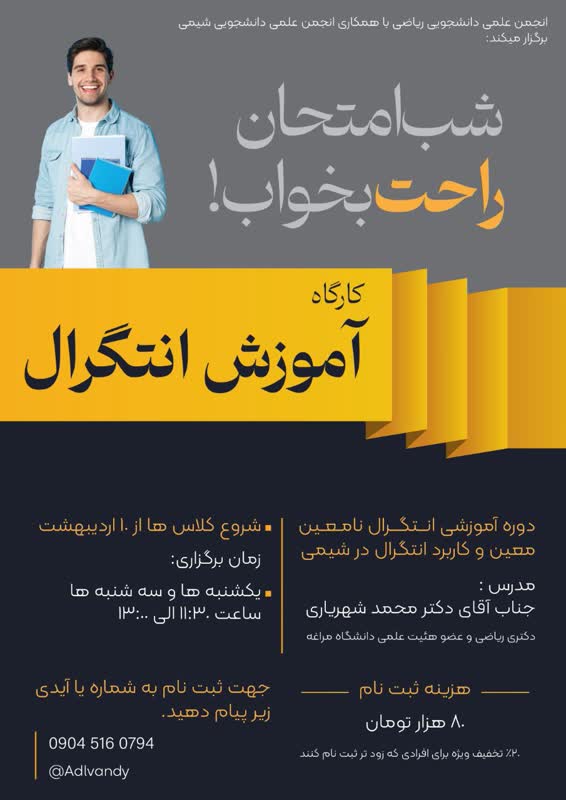 انجمن علمی دانشجویی ریاضی با همکاری انجمن علمی دانشجویی شیمی
برگزار میکند:
شب امتحان
راحت بخواب!
کارگاه
آموزش انتگرال
دوره آموزشی انتگرال نامعین
معین و کاربرد انتگرال در شیمی
مدرس :
جناب آقای دکتر محمد شهریاری
دکتری ریاضی و عضو هئیت علمی دانشگاه مراغه
شروع کلاس ها از ۱۰ اردیبهشت
زمان برگزاری:
یکشنبه ها و سه شنبه ها
ساعت ۱۱:۳۰ الی ۱۳:۰۰
هزینه ثبت نام
۸۰ هزار تومان
۲۰٪ تخفیف ویژه برای افرادی که زود تر ثبت نام کنند
جهت ثبت نام به شماره یا آیدی
زیر پیام دهید.
0904 516 0794
@Adlvandy